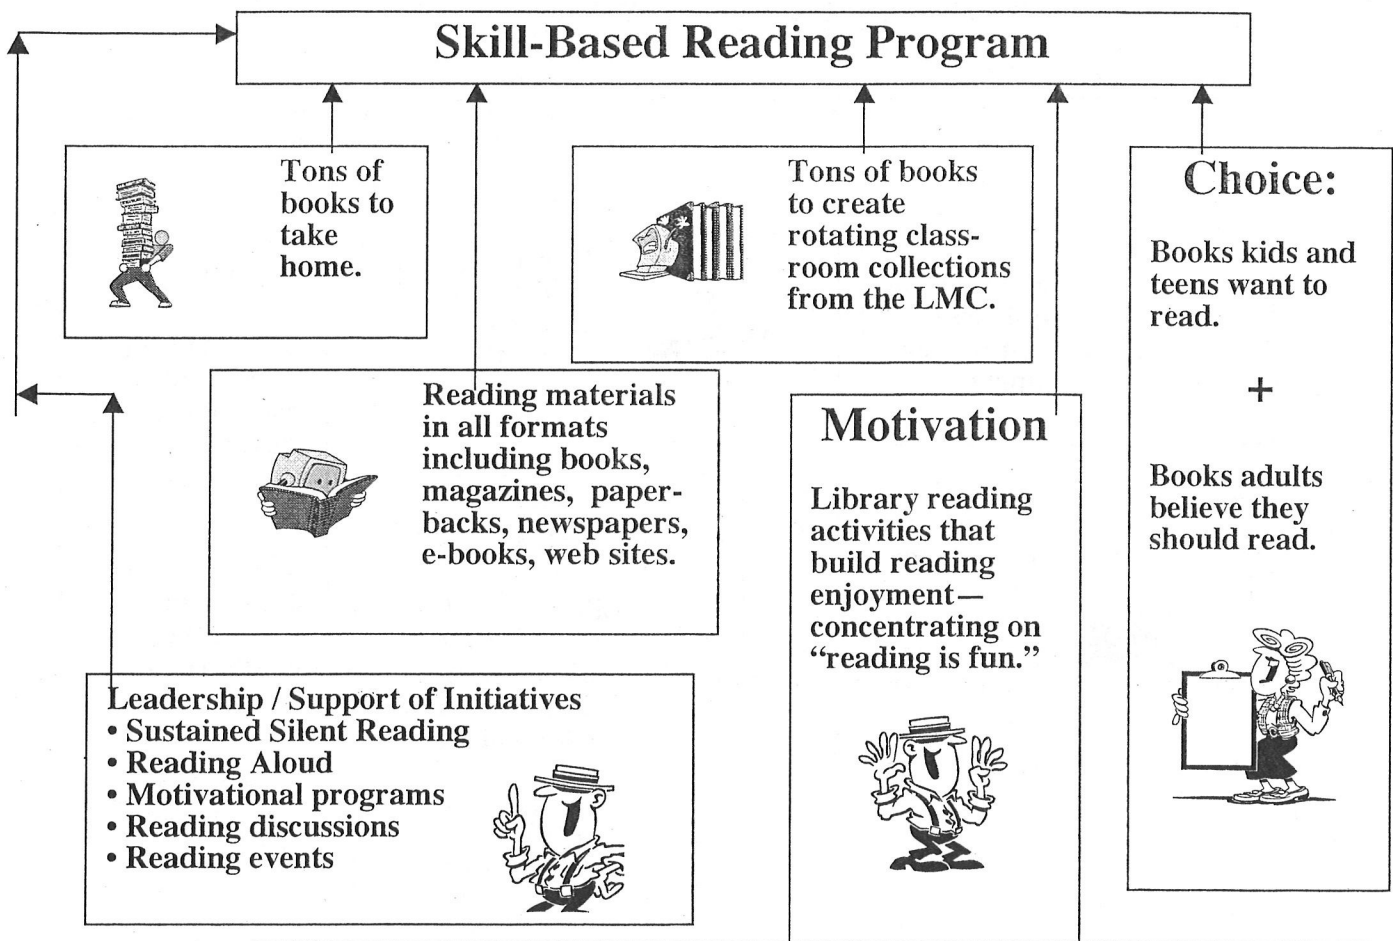 Skill-Based Reading Program
Tons of
books to
take
home.
Tons of books
to create
rotating class-
room collections
from the LMC.
Choice:
Books kids and
teens want to
read.
+
Books adults
believe they
should read.
Reading materials
in all formats
including books,
magazines, paper-
backs, newspapers,
e-books, web sites.
Motivation
Library reading
activities that
build reading
enjoyment—
concentrating on
“reading is fun.”
Leadership / Support of Initiatives
• Sustained Silent Reading
• Reading Aloud
• Motivational programs
• Reading discussions
• Reading events